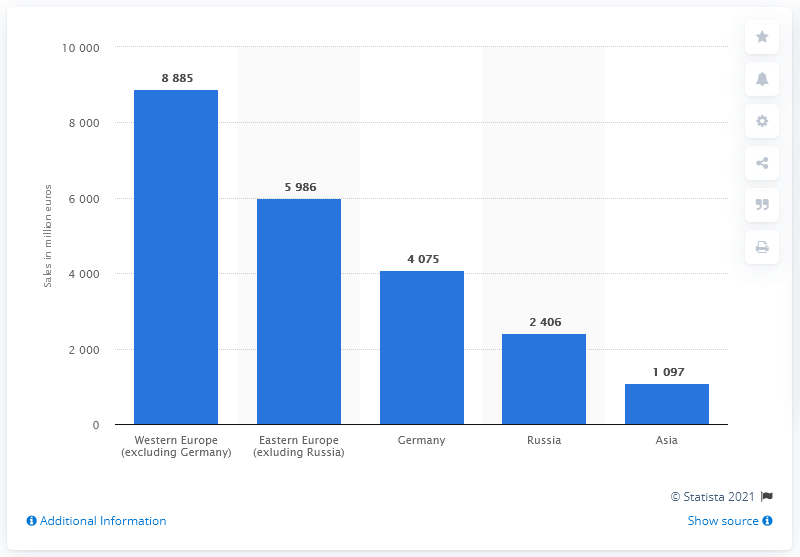 10 000
8 000
6 000
4 000
2 000
0
Sales in million euros
8 885
5 986
4 075
2 406
1 097
Western Europe
(excluding Germany)
Eastern Europe
(exluding Russia)
Germany
Russia
Asia
© Statista 2021
Additional Information
Show source